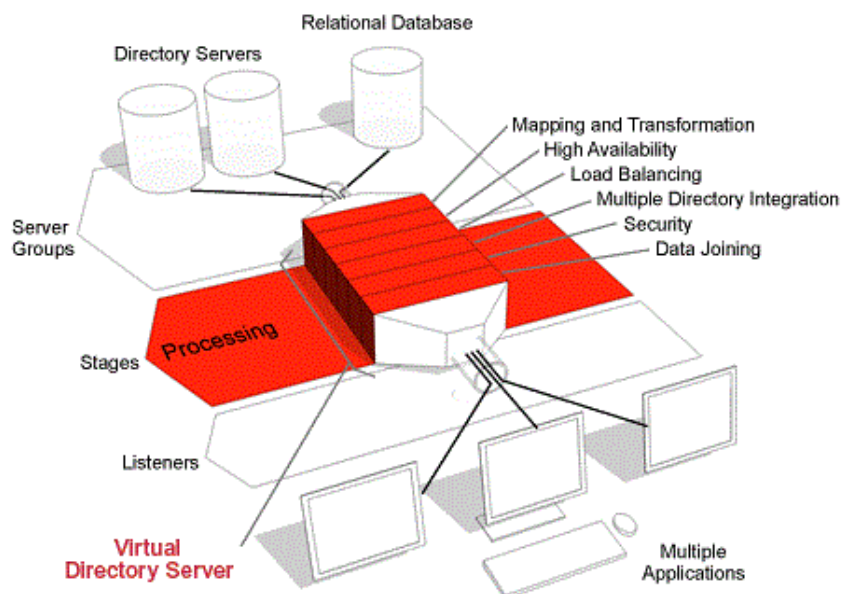 Relational Database
Directory Servers
Mapping and Transformation
High Availability
Load Balancing
Multiple Directory Integration
Security
Data Joining
Server
Groups
Processing
Stages
Listeners
Virtual
Directory Server
Multiple
Applications